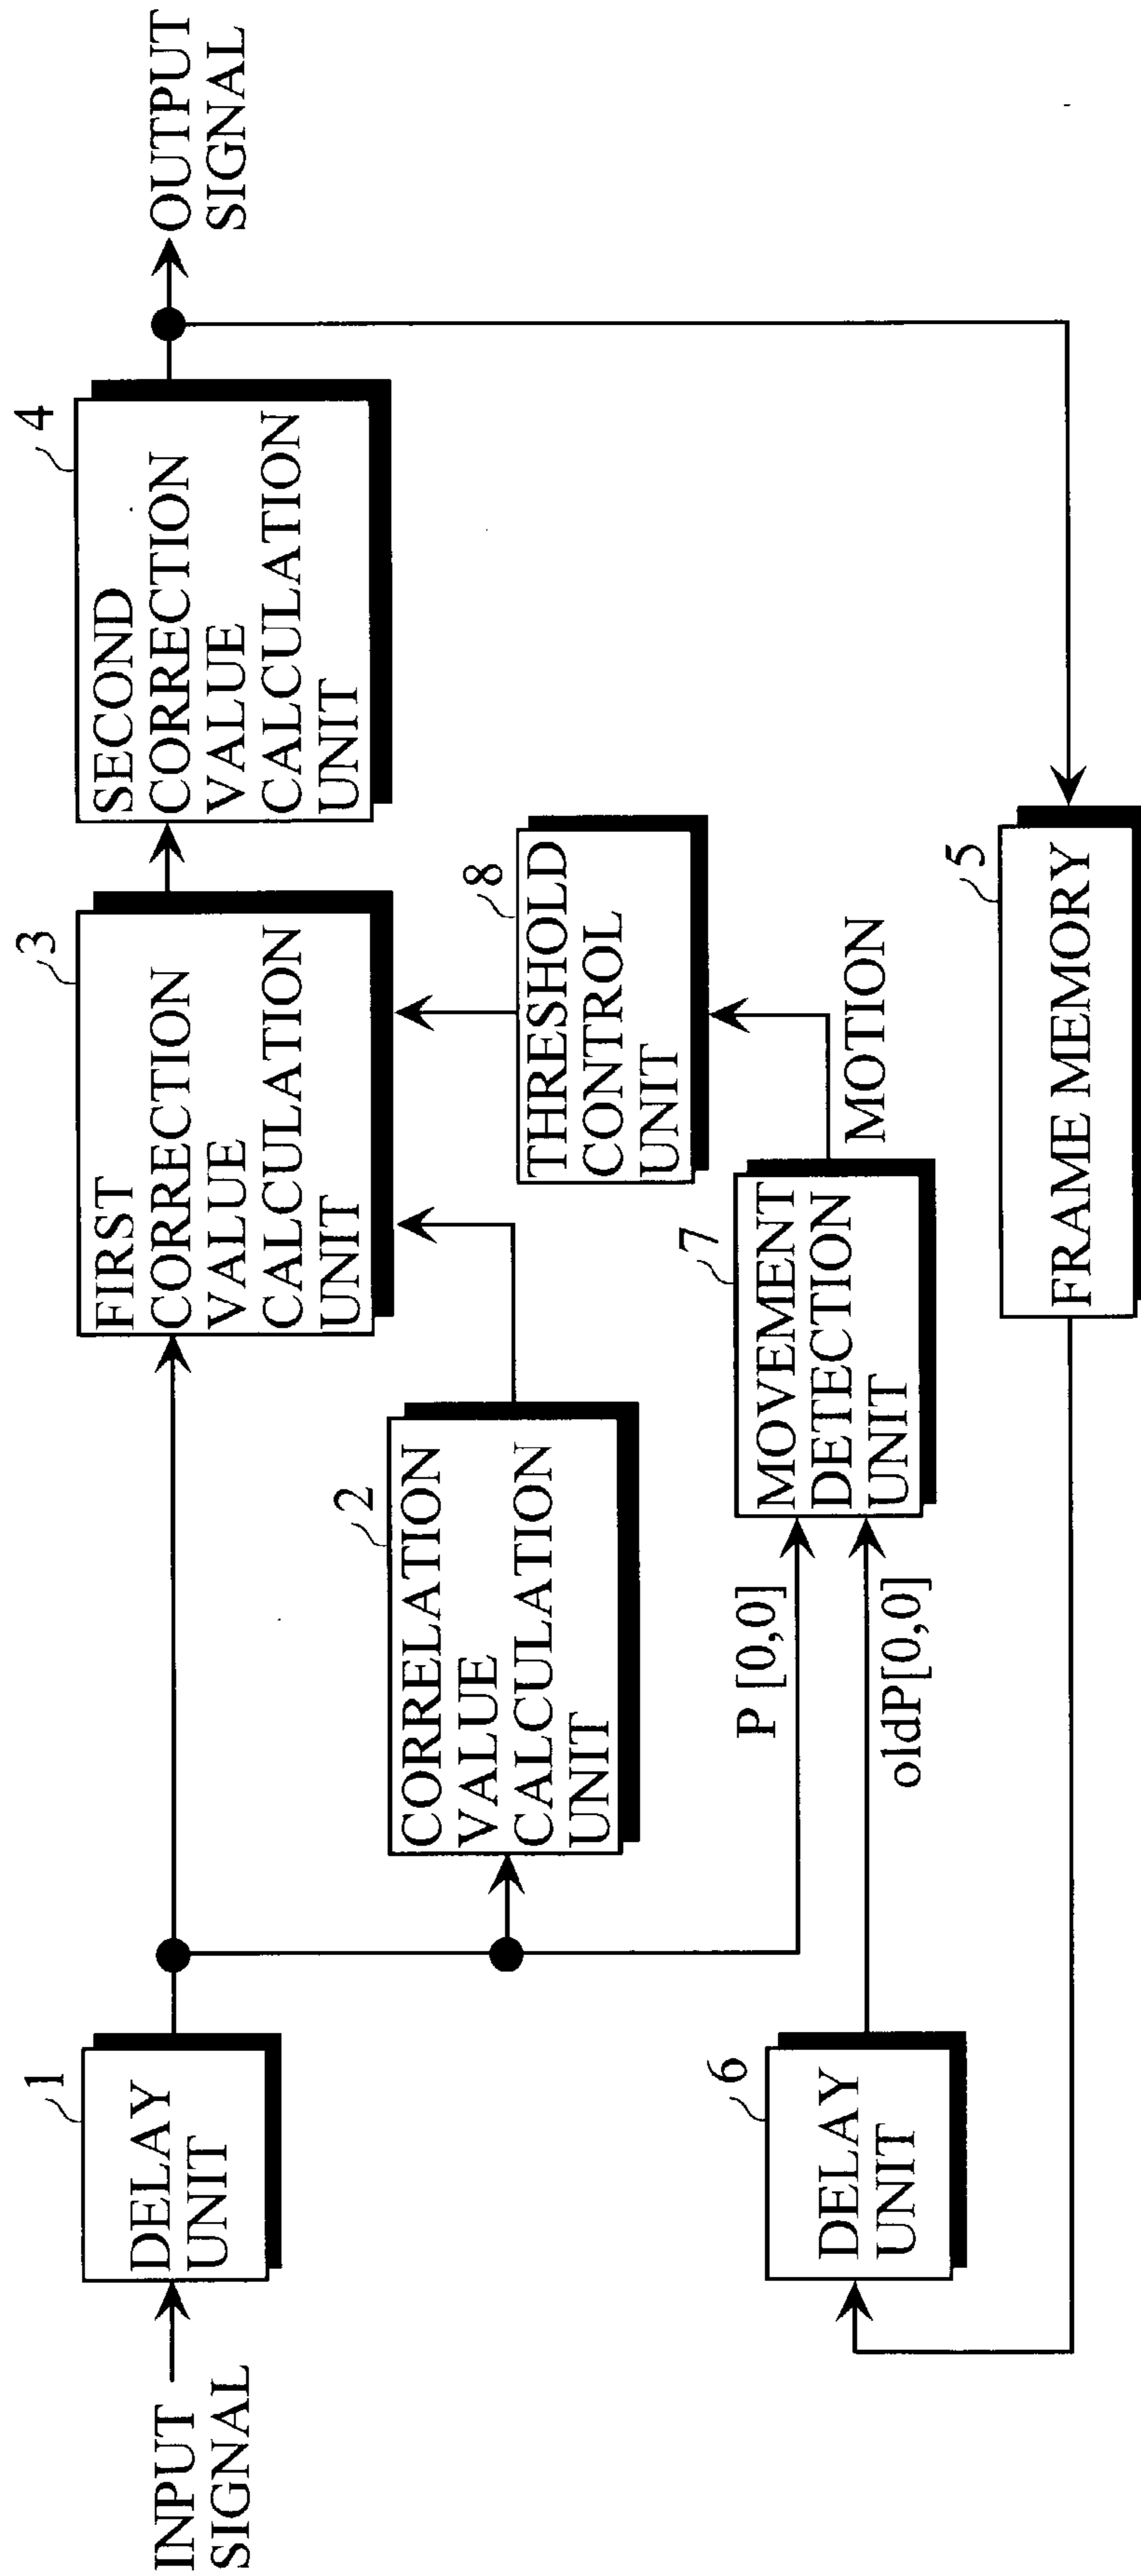 INPUT
SIGNAL
1
DELAY
UNIT
2
CORRELATION
VALUE
CALCULATION
UNIT
3
FIRST
CORRECTION
VALUE
CALCULATION
UNIT
4
SECOND
CORRECTION
VALUE
CALCULATION
UNIT
OUTPUT
SIGNAL
8
THRESHOLD
CONTROL
UNIT
MOTION
7
MOVEMENT
DETECTION
UNIT
P [0,0]
oldP[0,0]
6
DELAY
UNIT
5
FRAME MEMORY